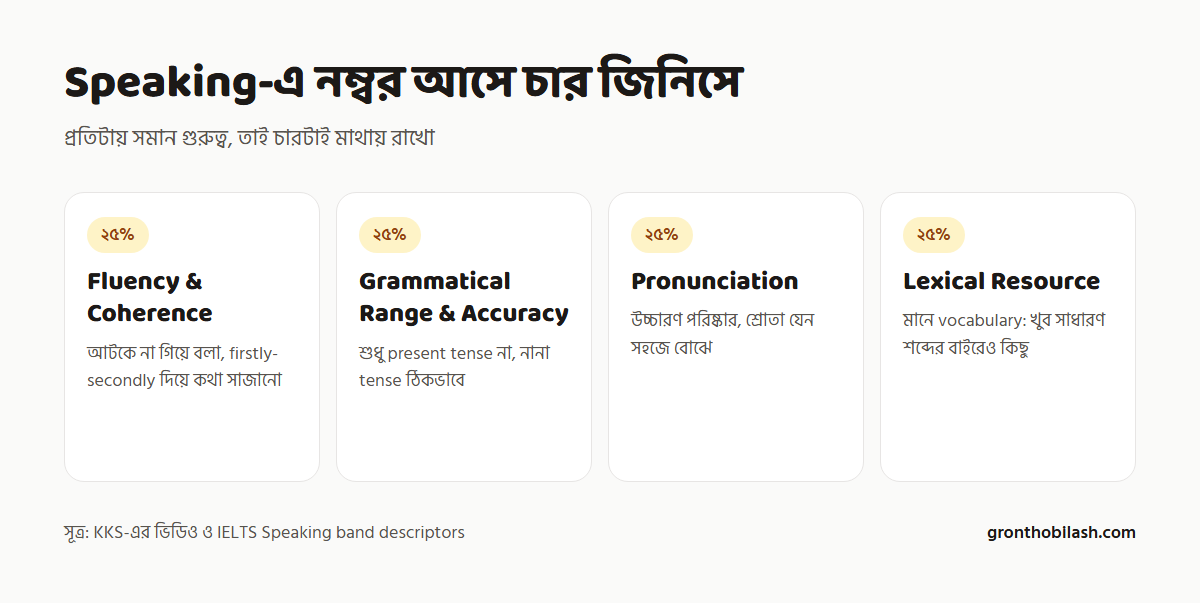 Speaking-এ নম্বর আসে চার জিনিসে
প্রতিটায় সমান গুরুত্ব, তাই চারটাই মাথায় রাখো
২৫%
Fluency &
Coherence
আটকে না গিয়ে বলা, firstly-
secondly দিয়ে কথা সাজানো
২৫%
Grammatical
Range & Accuracy
শুধু present tense না, নানা
tense ঠিকভাবে
২৫%
Pronunciation
উচ্চারণ পরিষ্কার, শ্রোতা যেন
সহজে বোঝে
২৫%
Lexical Resource
মানে vocabulary: খুব সাধারণ
শব্দের বাইরেও কিছু
সূত্র: KKS-এর ভিডিও ও IELTS Speaking band descriptors
gronthobilash.com